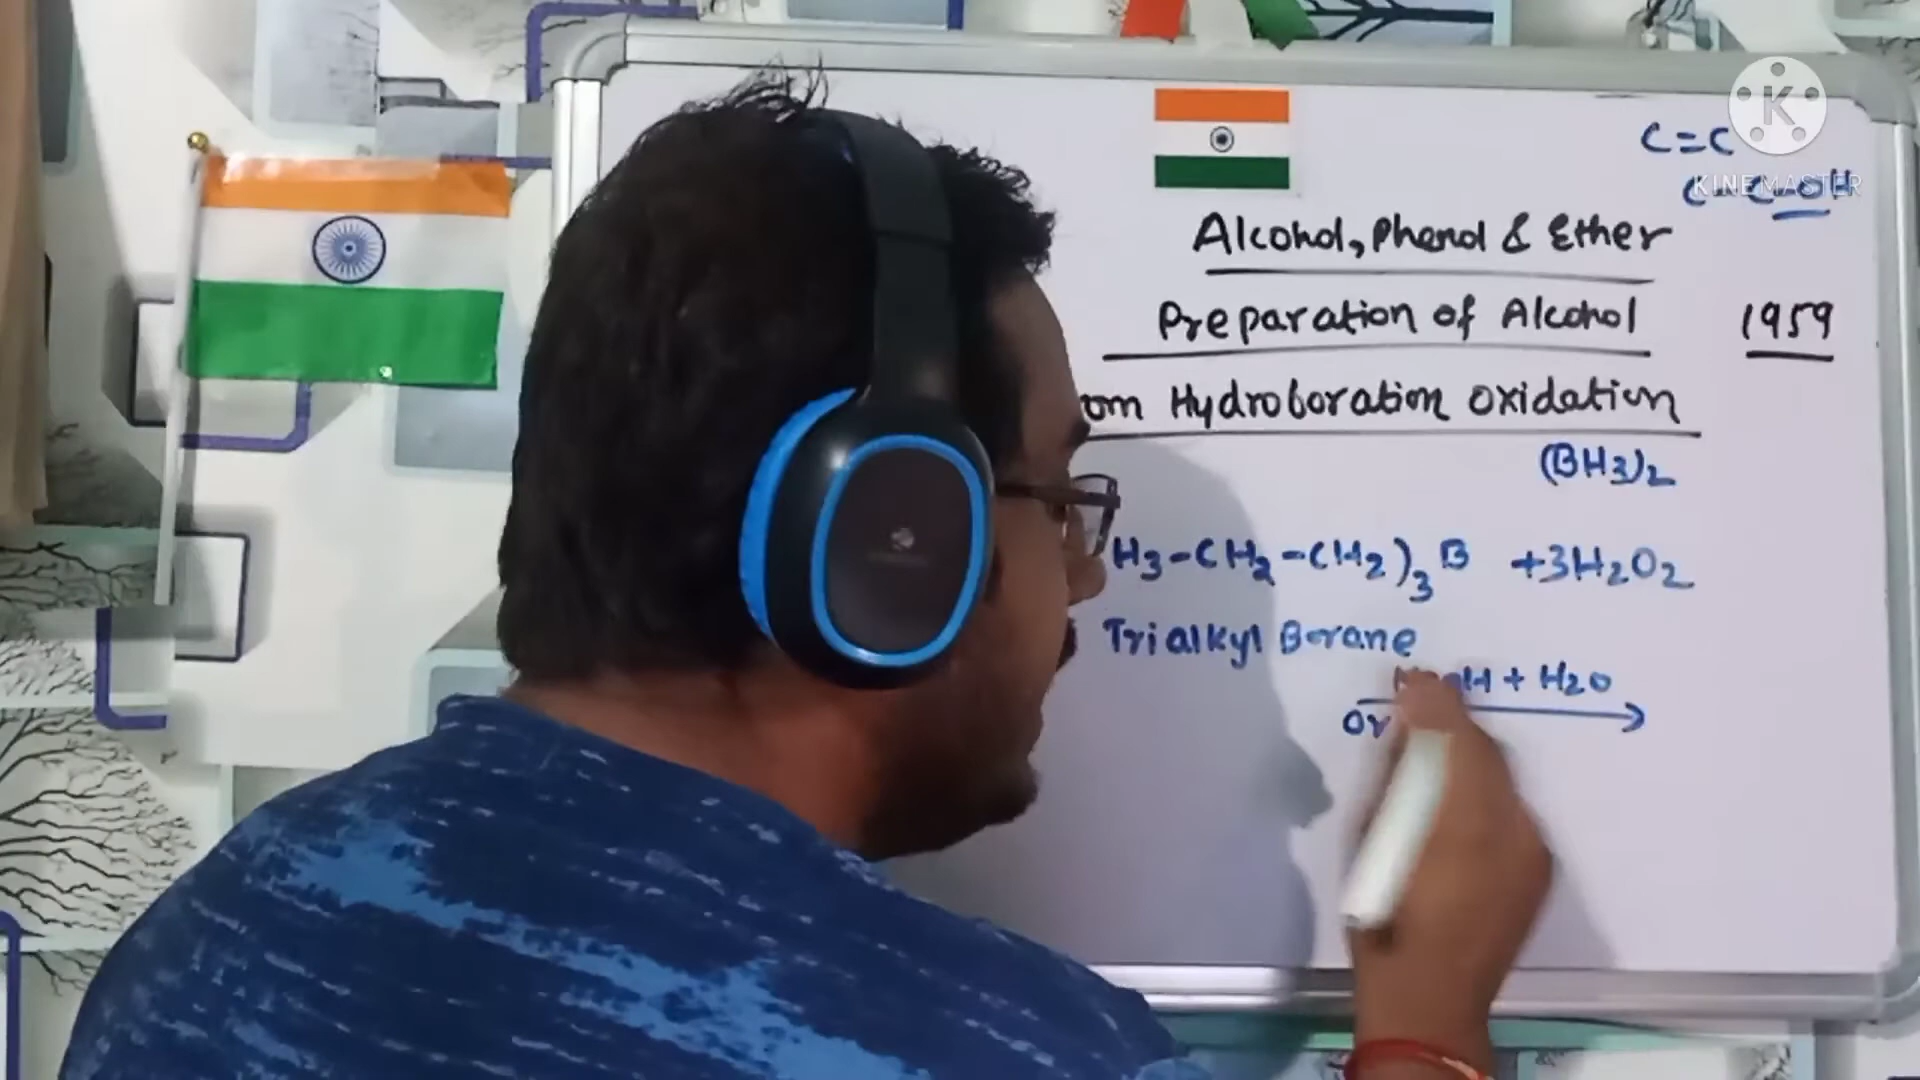 C=C
KINEMASTER
Alcohol, Phenol & Ether
Preparation of Alcohol
1959
om Hydroboration oxidation
(BH3)2
H3-CH2-CH2)3B +3H2O2
Trialkyl Borane
H + H2O